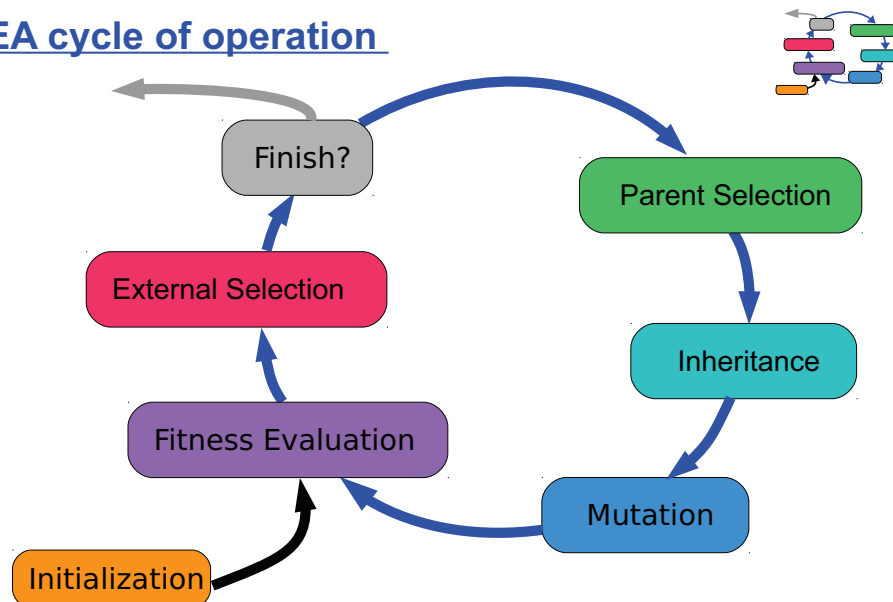 EA cycle of operation
Finish?
Parent Selection
External Selection
Inheritance
Fitness Evaluation
Mutation
Initialization